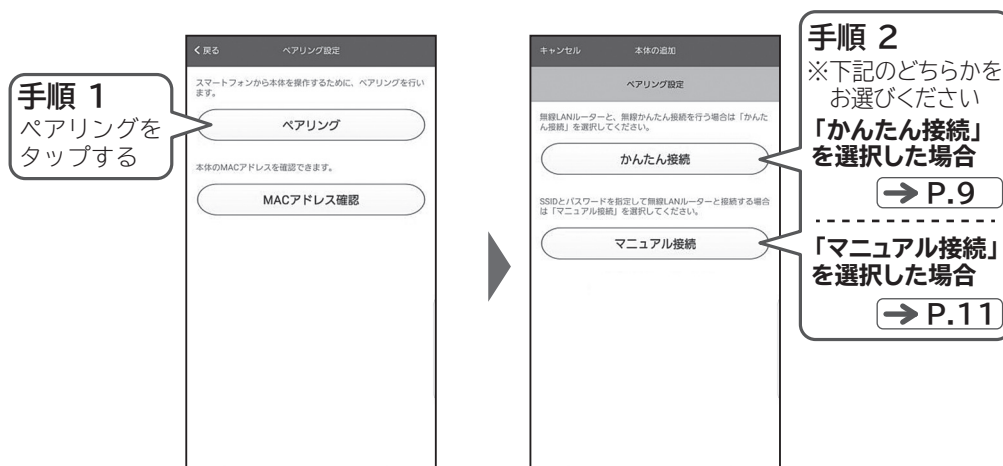 手順 1
ペアリングを
タップする
戻る
ペアリング設定
スマートフォンから本体を操作するために、ペアリングを行い
ます。
ペアリング
本体のMACアドレスを確認できます。
MACアドレス確認
キャンセル
本体の追加
ペアリング設定
無線LANルーターと、無線かんたん接続を行う場合は「かんた
ん接続」を選択してください。
かんたん接続
SSIDとパスワードを指定して無線LANルーターと接続する場合
は「マニュアル接続」を選択してください。
マニュアル接続
手順 2
※下記のどちらかを
お選びください
「かんたん接続」
を選択した場合
→ P.9
「マニュアル接続」
を選択した場合
→ P.11